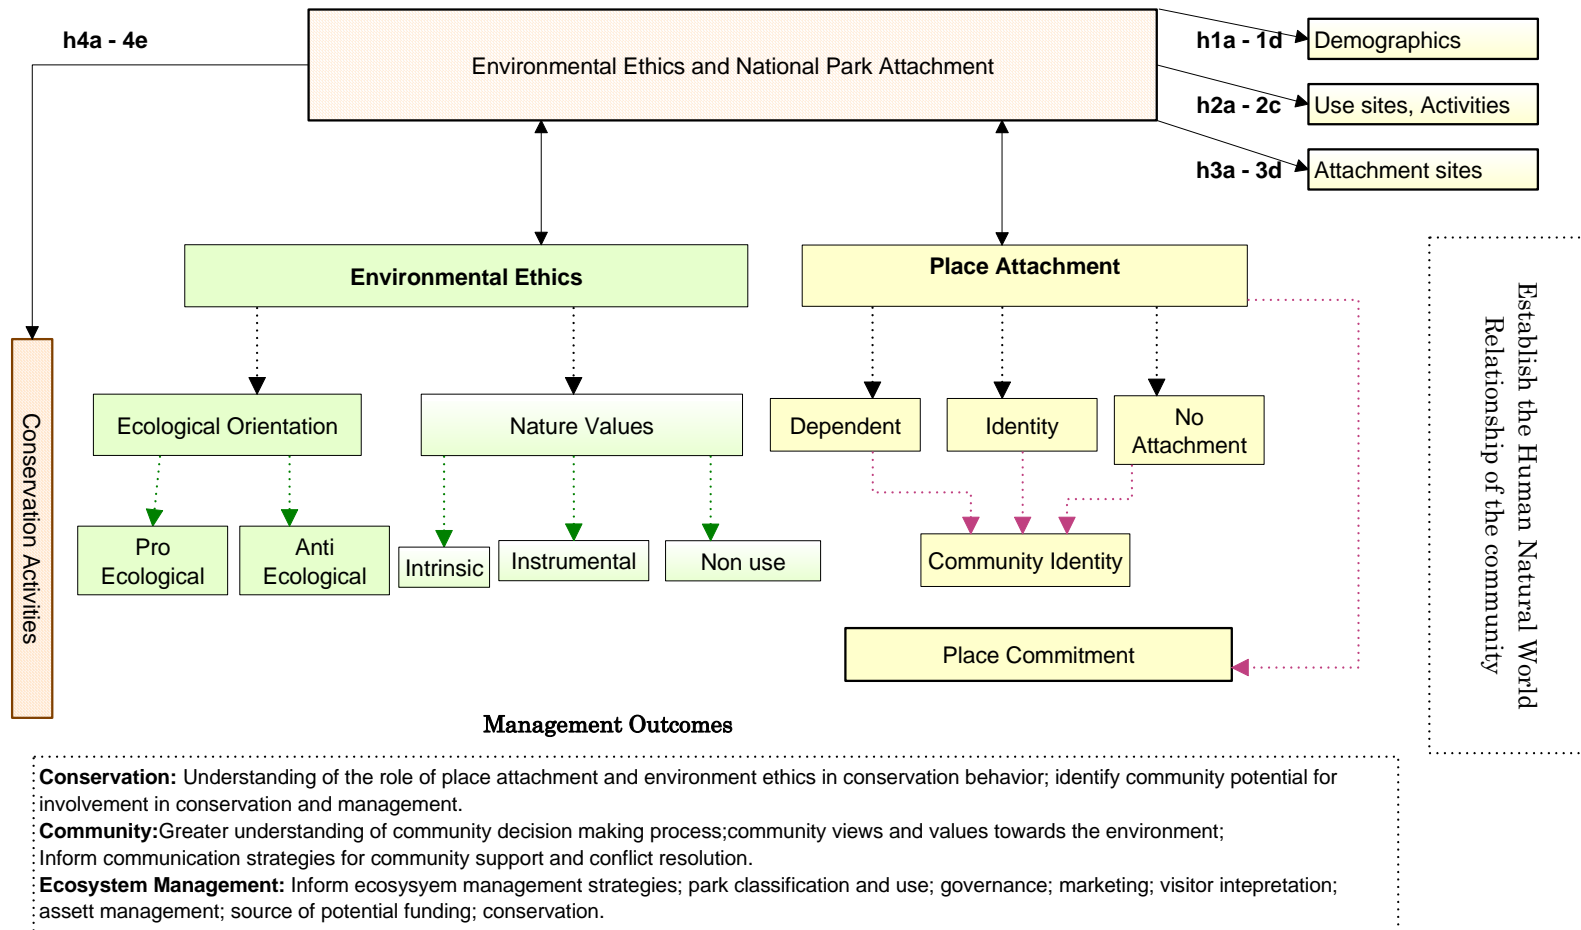 h4a - 4e
Environmental Ethics and National Park Attachment
h1a - 1d
Demographics
h2a - 2c
Use sites, Activities
h3a - 3d
Attachment sites
Environmental Ethics
Place Attachment
Establish the Human Natural World
Relationship of the community
Conservation Activities
Ecological Orientation
Nature Values
Dependent
Identity
No
Attachment
Pro
Ecological
Anti
Ecological
Intrinsic
Instrumental
Non use
Community Identity
Place Commitment
Management Outcomes
Conservation: Understanding of the role of place attachment and environment ethics in conservation behavior; identify community potential for
involvement in conservation and management.
Community:Greater understanding of community decision making process;community views and values towards the environment;
Inform communication strategies for community support and conflict resolution.
Ecosystem Management: Inform ecosysyem management strategies; park classification and use; governance; marketing; visitor intepretation;
assett management; source of potential funding; conservation.